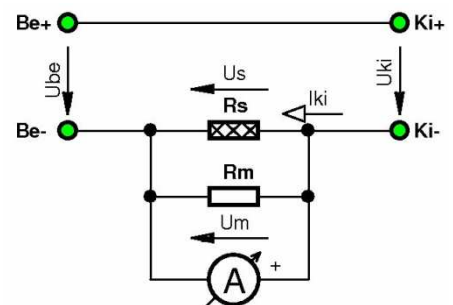 Be+ Ki+
Ube Us Uki
Rs Iki
Be- Ki-
Rm
Um
A +